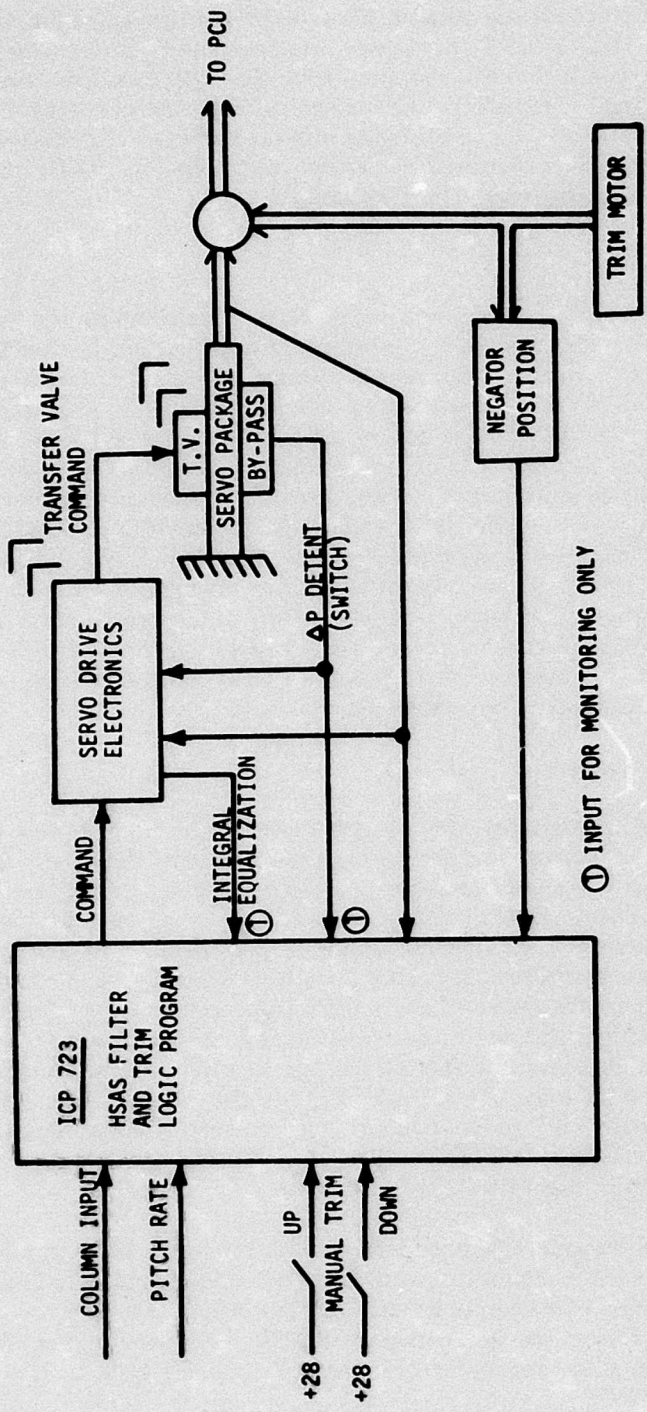 COLUMN INPUT
PITCH RATE
+28
UP
MANUAL TRIM
+28
DOWN
ICP 723
HSAS FILTER
AND TRIM
LOGIC PROGRAM
COMMAND
SERVO DRIVE
ELECTRONICS
TRANSFER VALVE
COMMAND
INTEGRAL
EQUALIZATION
①
①
ΔP DETENT
(SWITCH)
T.V.
SERVO PACKAGE
BY-PASS
TO PCU
NEGATOR
POSITION
TRIM MOTOR
① INPUT FOR MONITORING ONLY